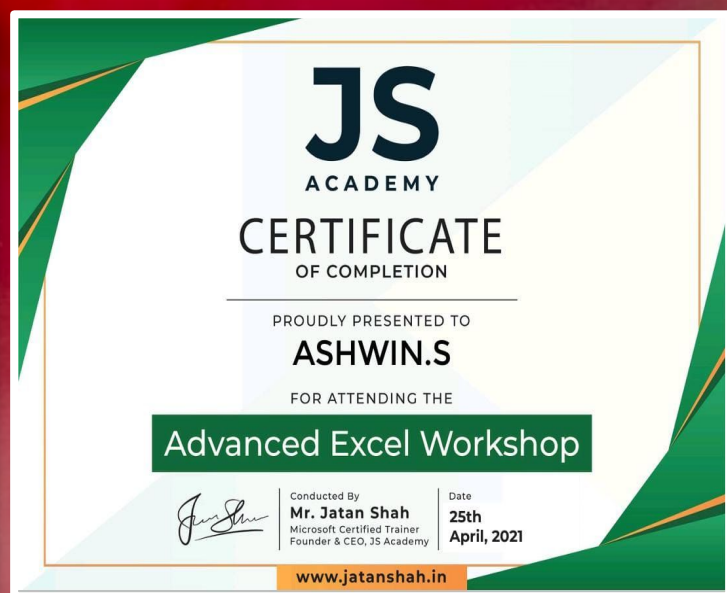 JS
ACADEMY
CERTIFICATE
OF COMPLETION
PROUDLY PRESENTED TO
ASHWIN.S
FOR ATTENDING THE
Advanced Excel Workshop
Conducted By
Mr. Jatan Shah
Microsoft Certified Trainer
Founder & CEO, JS Academy
Date
25th
April, 2021
www.jatanshah.in